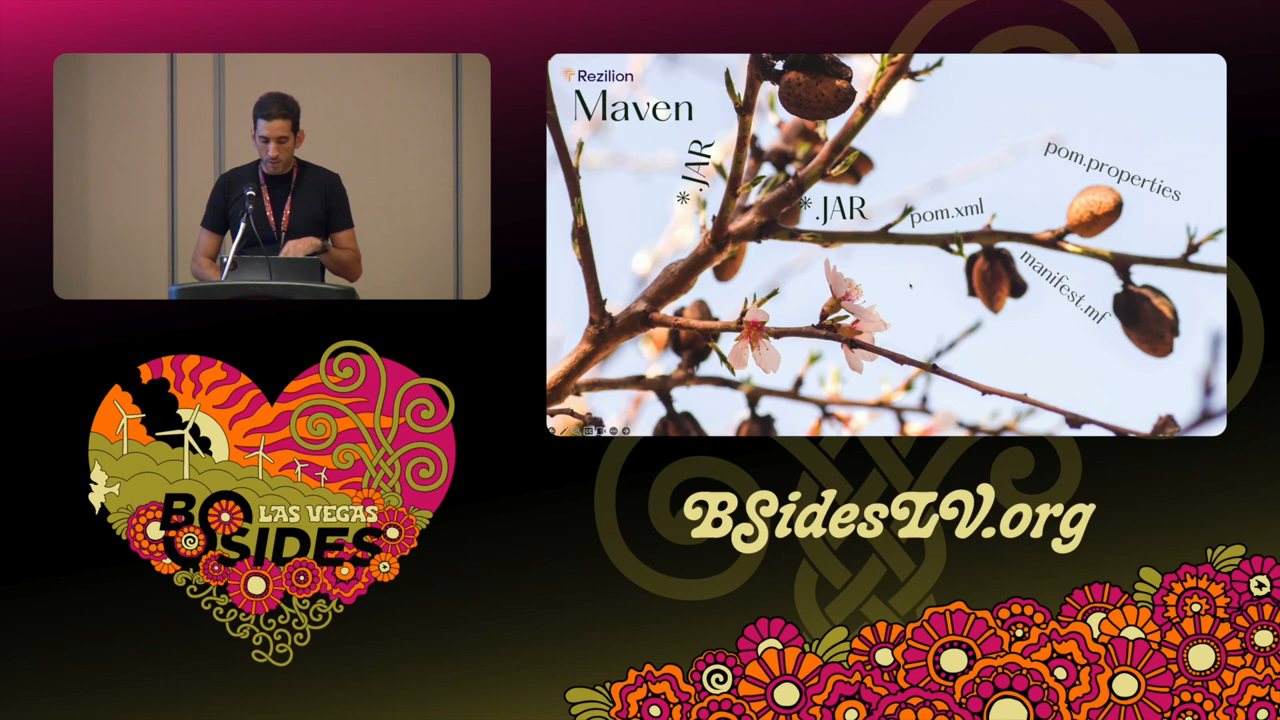 Rezilion
Maven
*.JAR
*.JAR
pom.xml
pom.properties
manifest.mf
BSIDES
LAS VEGAS
BSidesLV.org